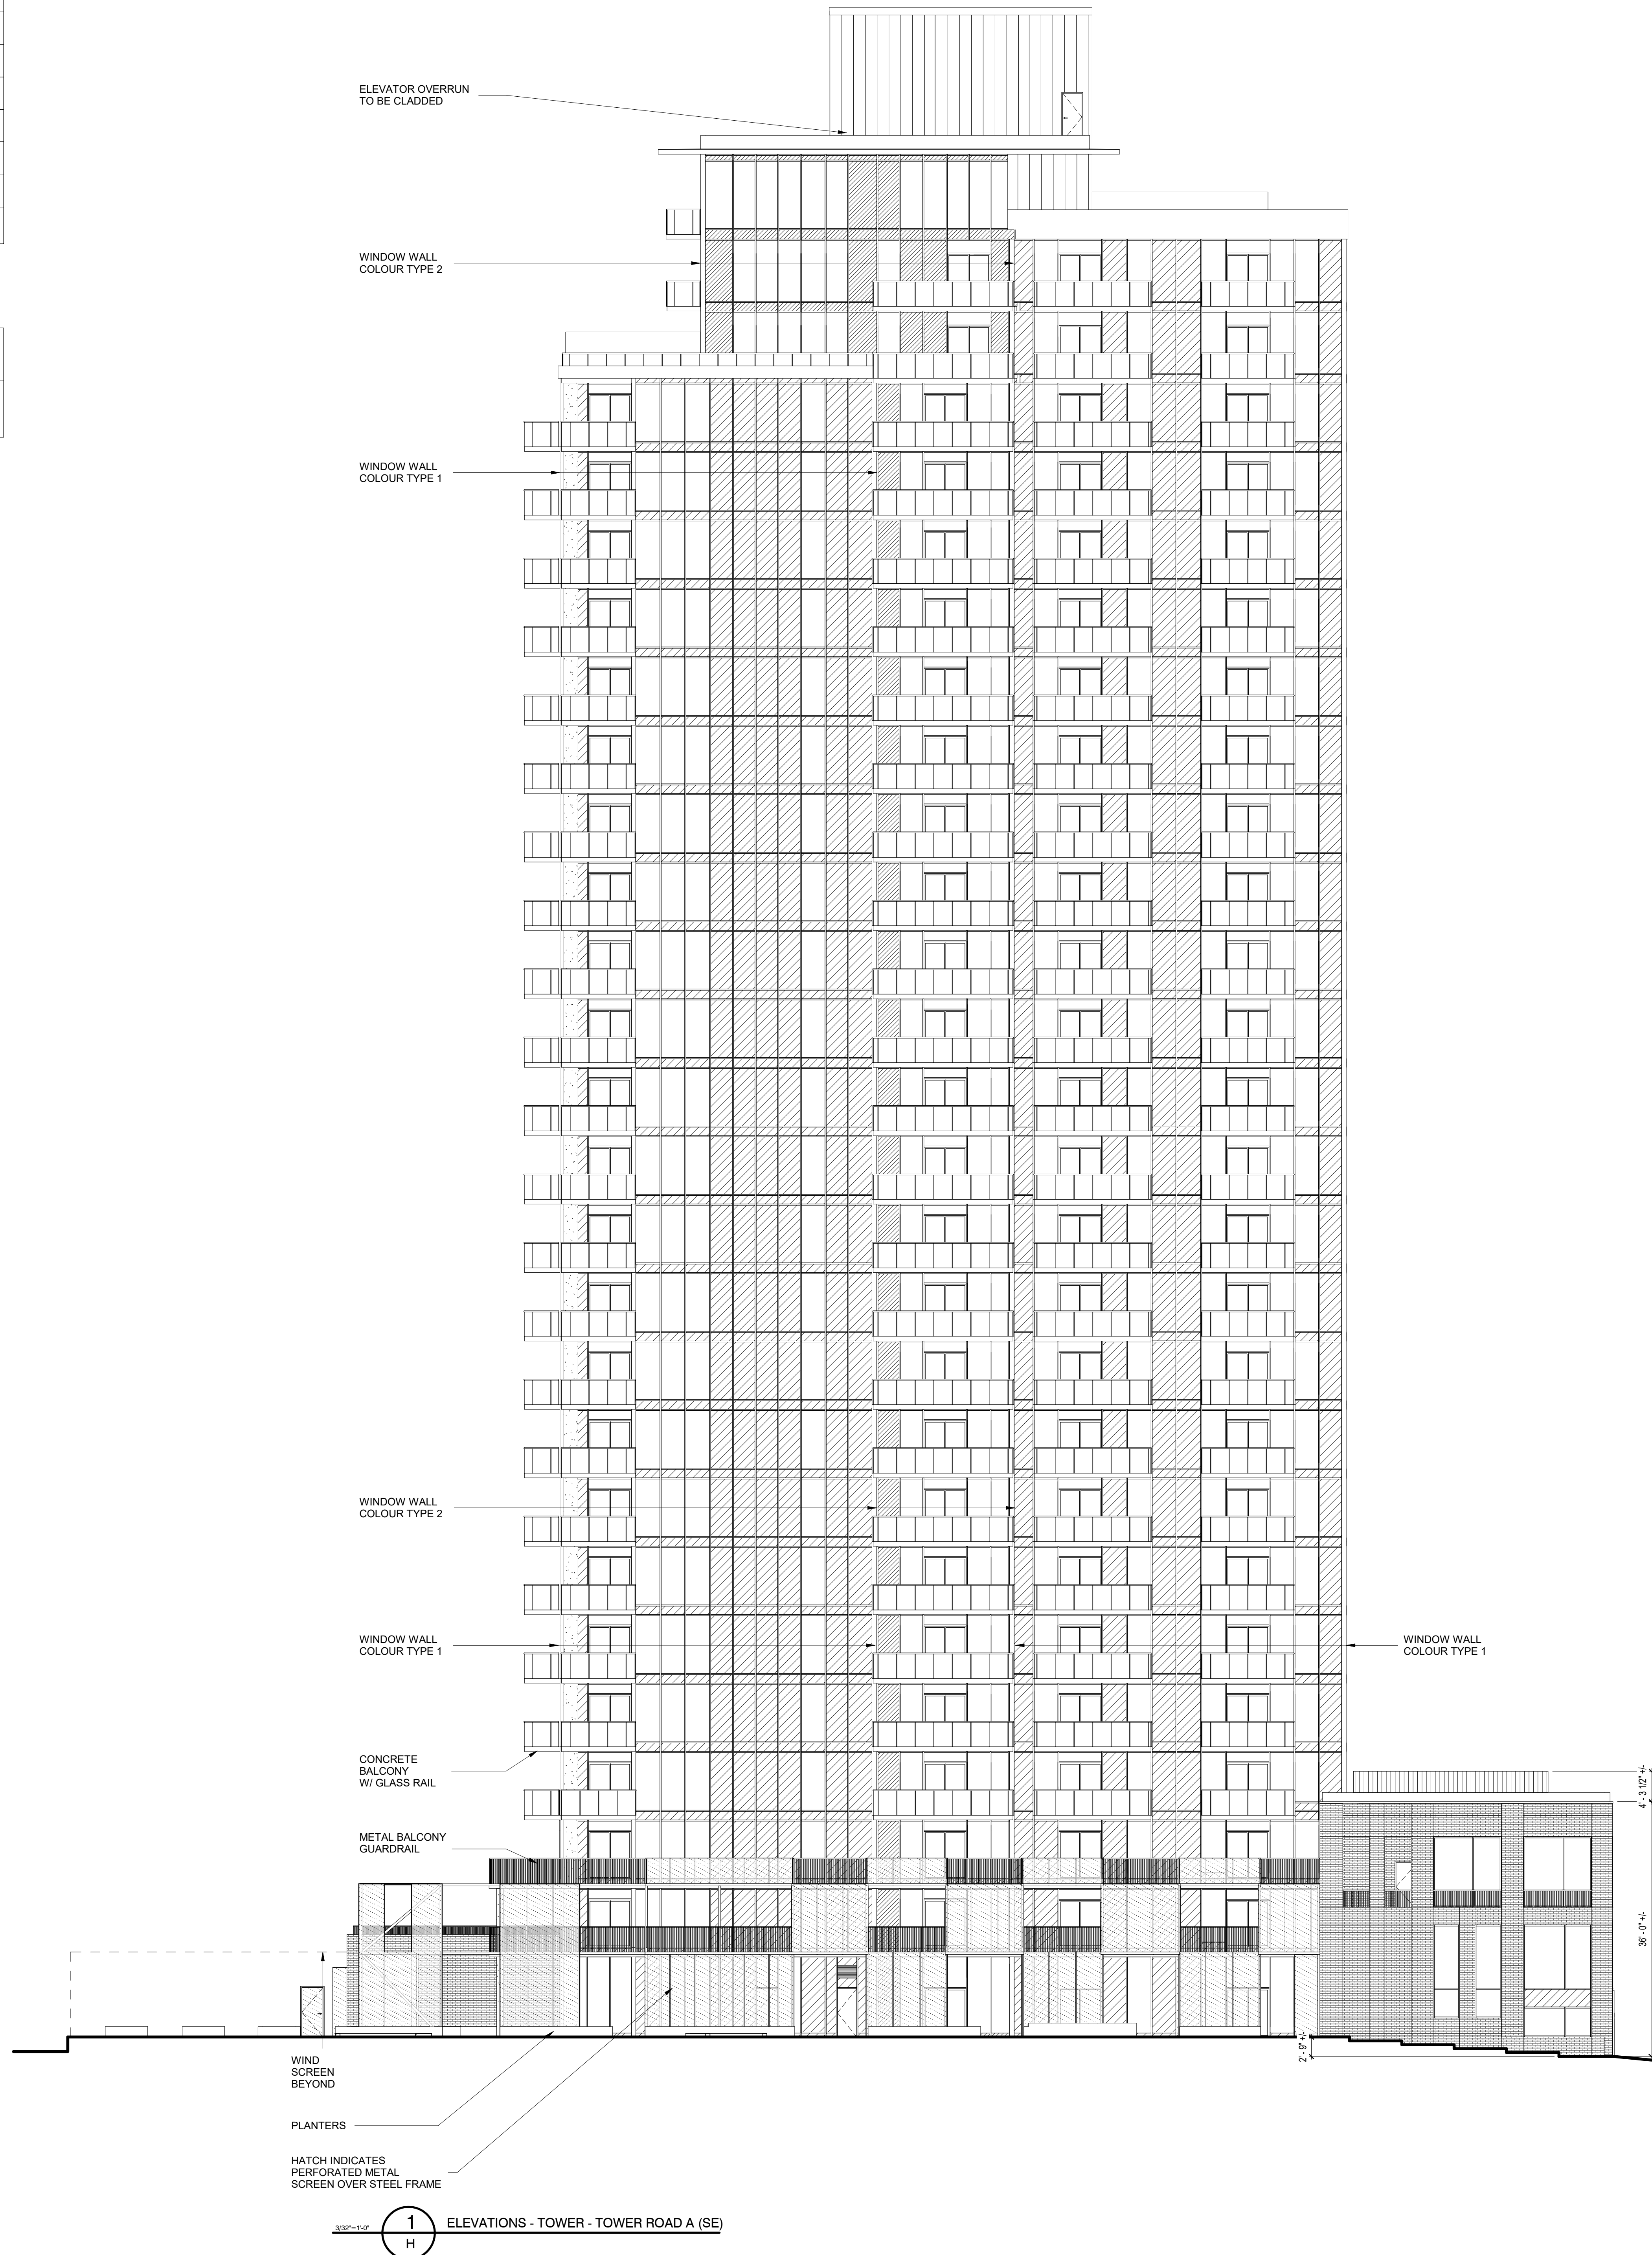 ELEVATOR OVERRUN
TO BE CLADDED
WINDOW WALL
COLOUR TYPE 2
WINDOW WALL
COLOUR TYPE 1
WINDOW WALL
COLOUR TYPE 2
WINDOW WALL
COLOUR TYPE 1
WINDOW WALL
COLOUR TYPE 1
CONCRETE
BALCONY
W/ GLASS RAIL
4' - 3 1/2" +/-
METAL BALCONY
GUARDRAIL
36' - 0" +/-
2' - 9" +/-
WIND
SCREEN
BEYOND
PLANTERS
HATCH INDICATES
PERFORATED METAL
SCREEN OVER STEEL FRAME
3/32"=1'-0"
1
H
ELEVATIONS - TOWER - TOWER ROAD A (SE)